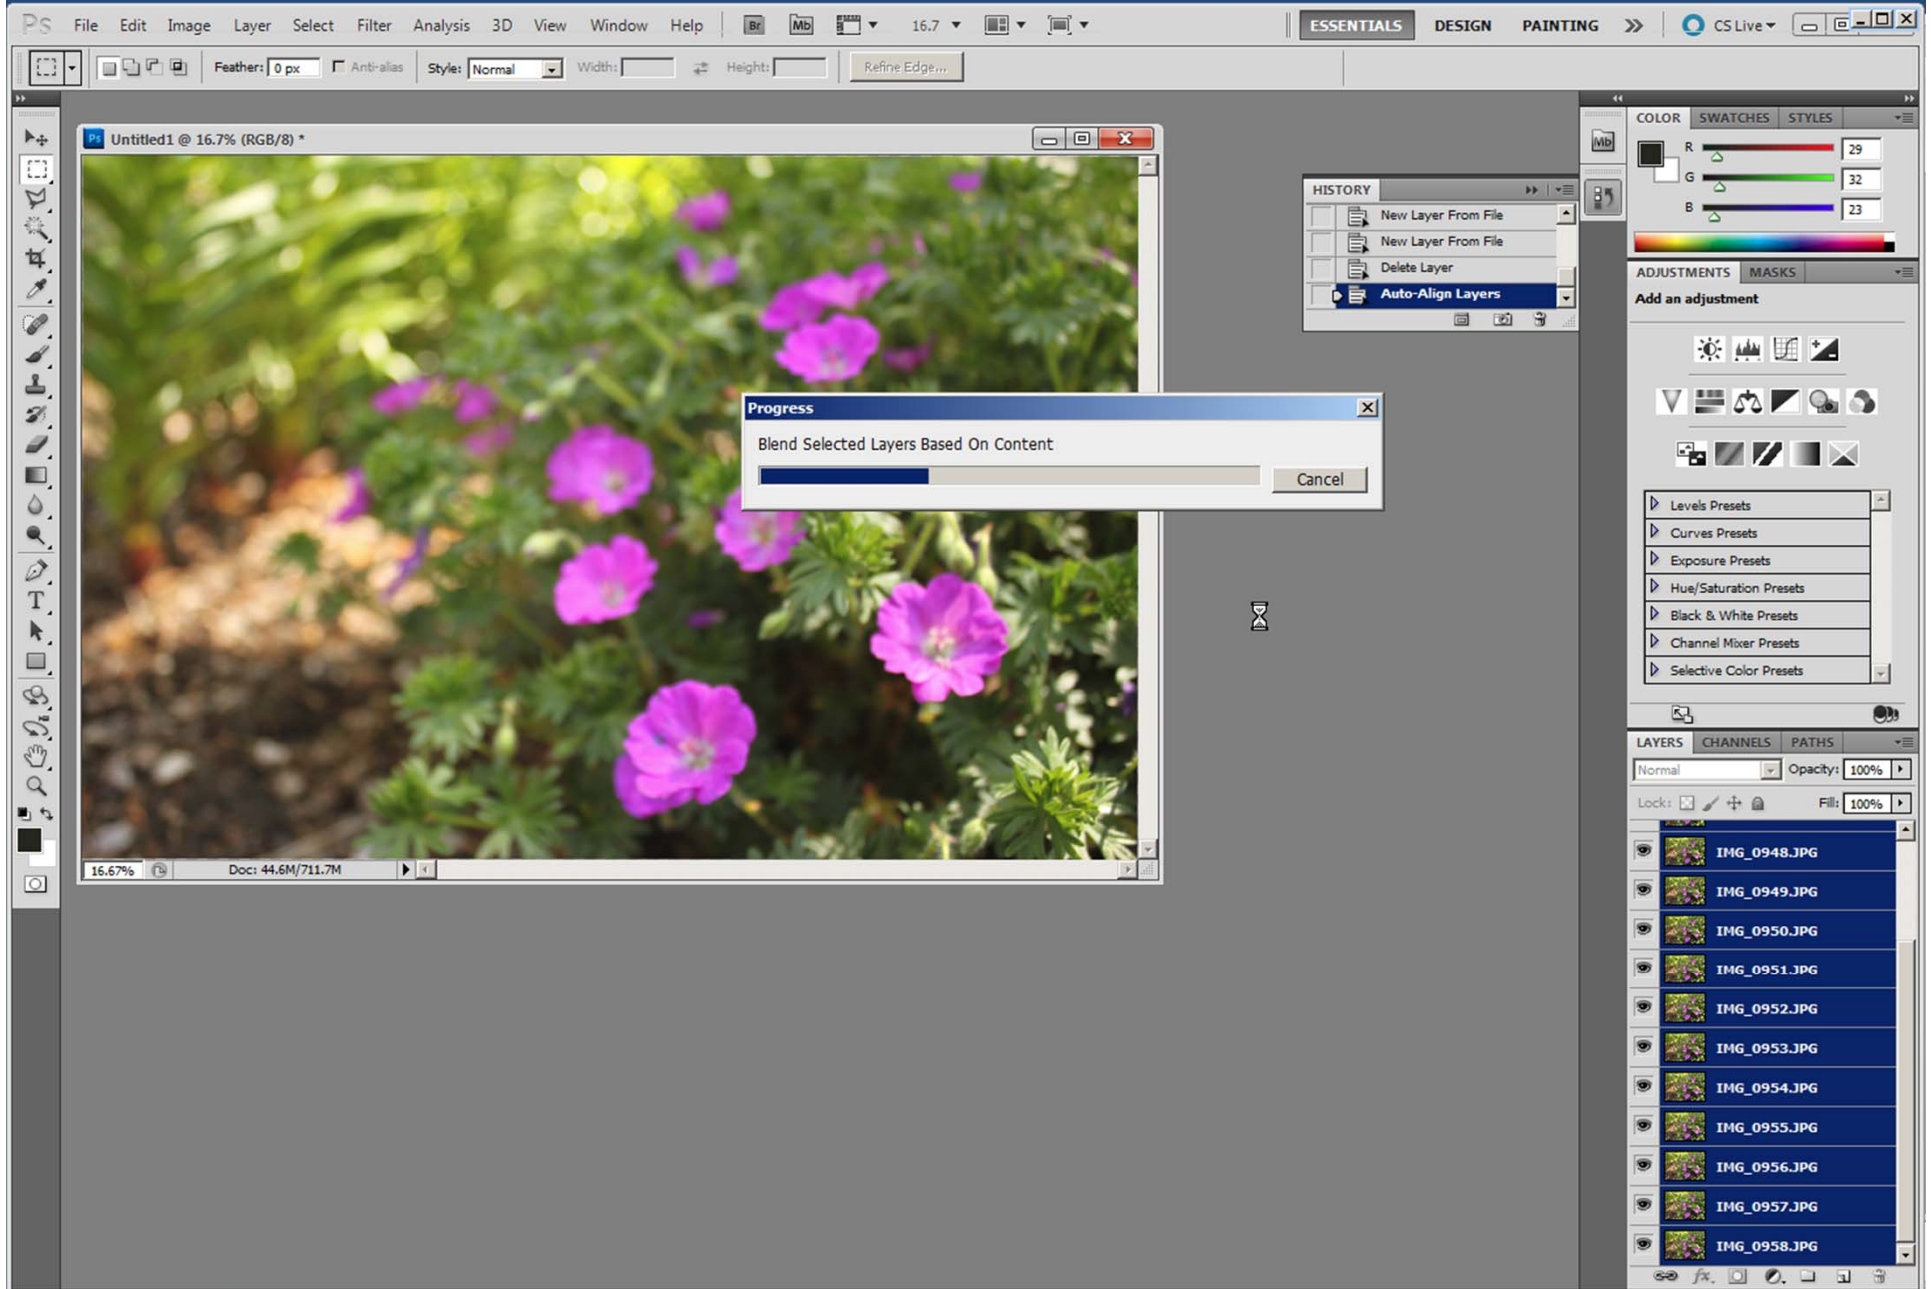 PS File Edit Image Layer Select Filter Analysis 3D View Window Help Br Mb 16.7 ESSENTIALS DESIGN PAINTING CS Live
Feather: 0 px Anti-alias Style: Normal Width: Height: Refine Edge...
Ps Untitled1 @ 16.7% (RGB/8) *
16.67% Doc: 44.6M/711.7M
HISTORY
New Layer From File
New Layer From File
Delete Layer
Auto-Align Layers
Progress
Blend Selected Layers Based On Content
Cancel
Mb
COLOR SWATCHES STYLES
R 29
G 32
B 23
ADJUSTMENTS MASKS
Add an adjustment
Levels Presets
Curves Presets
Exposure Presets
Hue/Saturation Presets
Black & White Presets
Channel Mixer Presets
Selective Color Presets
LAYERS CHANNELS PATHS
Normal Opacity: 100%
Lock: Fill: 100%
IMG_0948.JPG
IMG_0949.JPG
IMG_0950.JPG
IMG_0951.JPG
IMG_0952.JPG
IMG_0953.JPG
IMG_0954.JPG
IMG_0955.JPG
IMG_0956.JPG
IMG_0957.JPG
IMG_0958.JPG
fx.